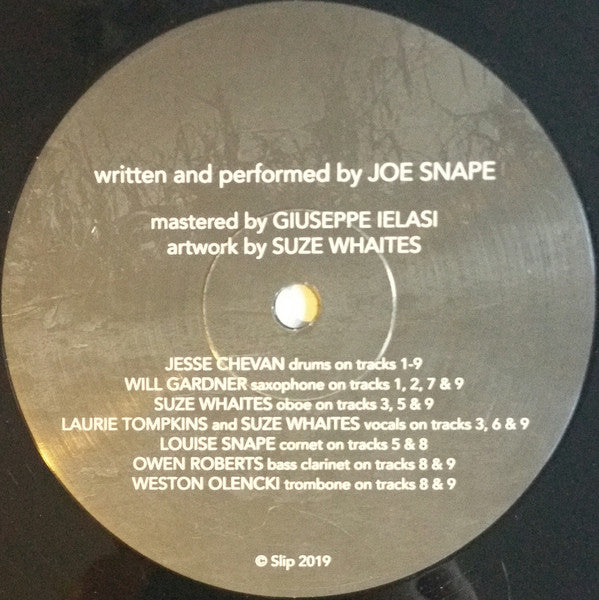 written and performed by JOE SNAPE
mastered by GIUSEPPE IELASI
artwork by SUZE WHAITES
JESSE CHEVAN drums on tracks 1-9
WILL GARDNER saxophone on tracks 1, 2, 7 & 9
SUZE WHAITES oboe on tracks 3, 5 & 9
LAURIE TOMPKINS and SUZE WHAITES vocals on tracks 3, 6 & 9
LOUISE SNAPE cornet on tracks 5 & 8
OWEN ROBERTS bass clarinet on tracks 8 & 9
WESTON OLENCKI trombone on tracks 8 & 9
© Slip 2019